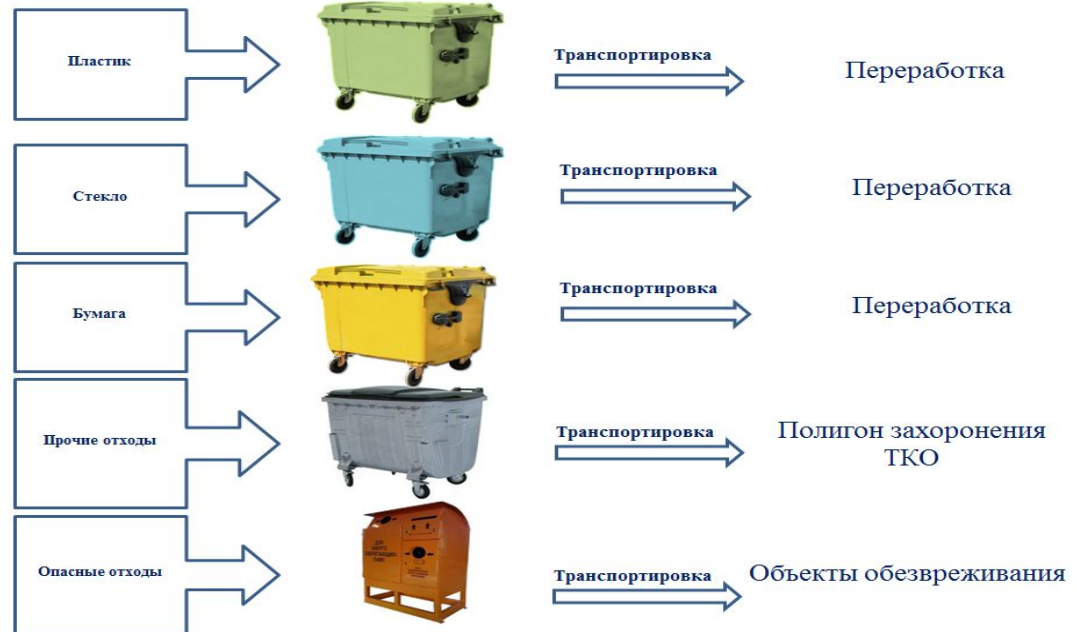 Пластик
Транспортировка
Переработка
Стекло
Транспортировка
Переработка
Бумага
Транспортировка
Переработка
Прочие отходы
Транспортировка
Полигон захоронения
ТКО
Опасные отходы
ДЛЯ
Транспортировка
Объекты обезвреживания